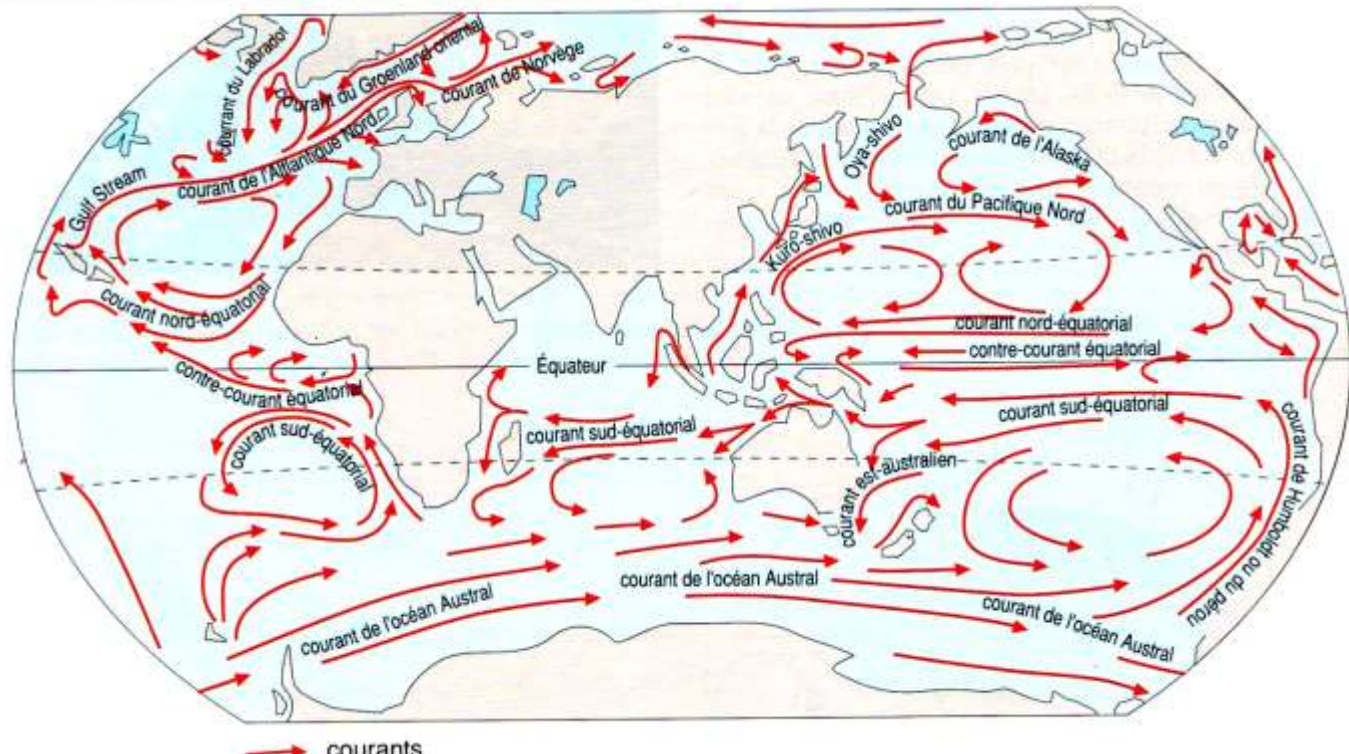 courrant du Labrador
courant du Groenland oriental
courant de Norvège
Gulf Stream
courant de l'Atlantique Nord
Oya-shivo
courant de l'Alaska
courant du Pacifique Nord
Kuro-shivo
courant nord-équatorial
courant nord-équatorial
contre-courant équatorial
Équateur
contre-courant équatorial
courant sud-équatorial
courant sud-équatorial
courant sud-équatorial
courant est-australien
courant de Humboldt ou du pérou
courant de l'océan Austral
courant de l'océan Austral
courant de l'océan Austral
courants